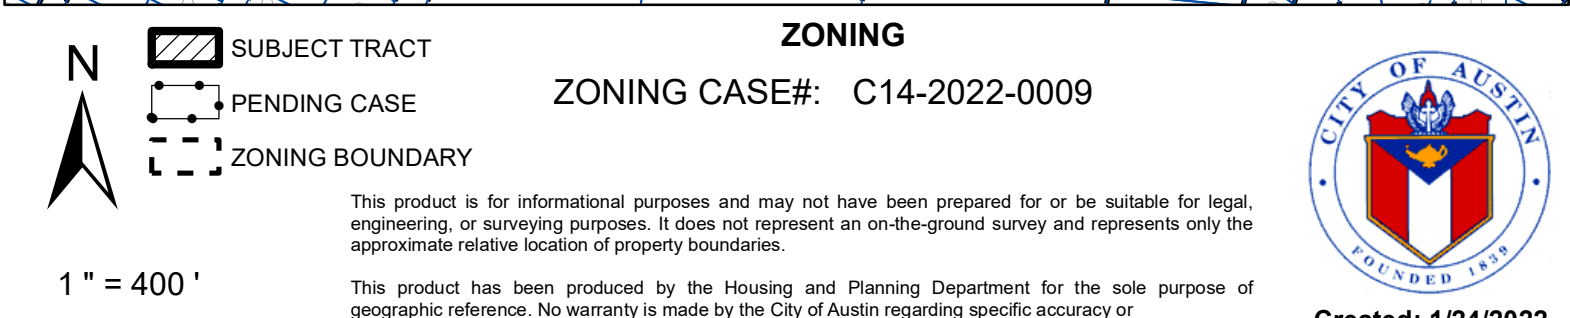 ZONING
N
SUBJECT TRACT
PENDING CASE
ZONING BOUNDARY
ZONING CASE#: C14-2022-0009
This product is for informational purposes and may not have been prepared for or be suitable for legal,
engineering, or surveying purposes. It does not represent an on-the-ground survey and represents only the
approximate relative location of property boundaries.
1 " = 400 '
This product has been produced by the Housing and Planning Department for the sole purpose of
geographic reference. No warranty is made by the City of Austin regarding specific accuracy or
CITY OF AUSTIN
FOUNDED 1839
Created: 1/24/2022